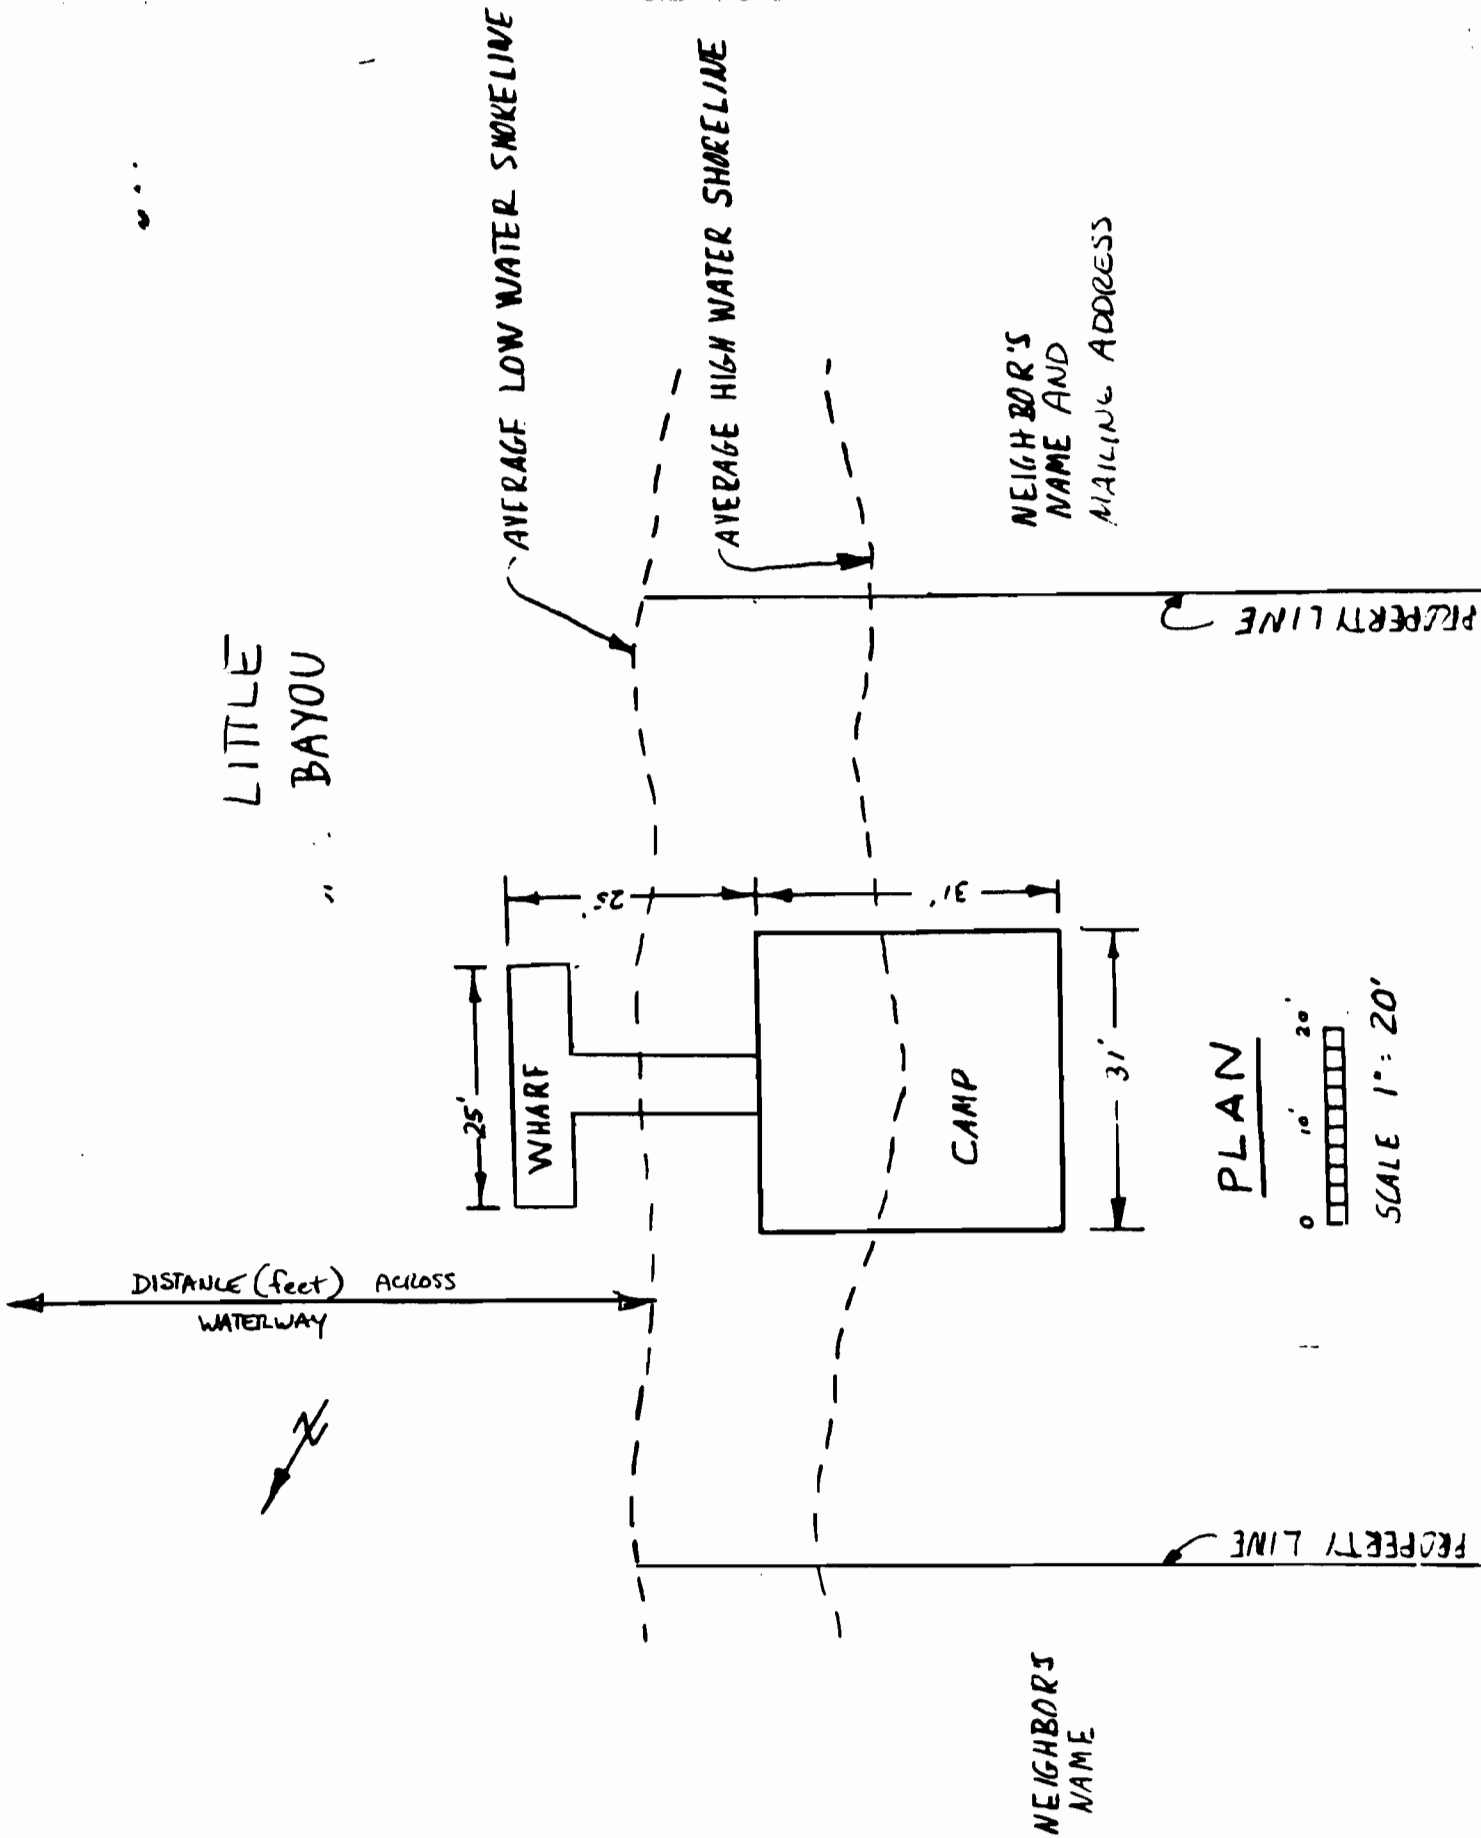 LITTLE
BAYOU
AVERAGE LOW WATER SHORELINE
AVERAGE HIGH WATER SHORELINE
DISTANCE (feet) ACROSS
WATERWAY
N
25'
WHARF
25'
31'
CAMP
31'
NEIGHBORS
NAME
NEIGHBOR'S
NAME AND
MAILING ADDRESS
PROPERTY LINE
PROPERTY LINE
PLAN
0 10' 20'
SCALE 1": 20'